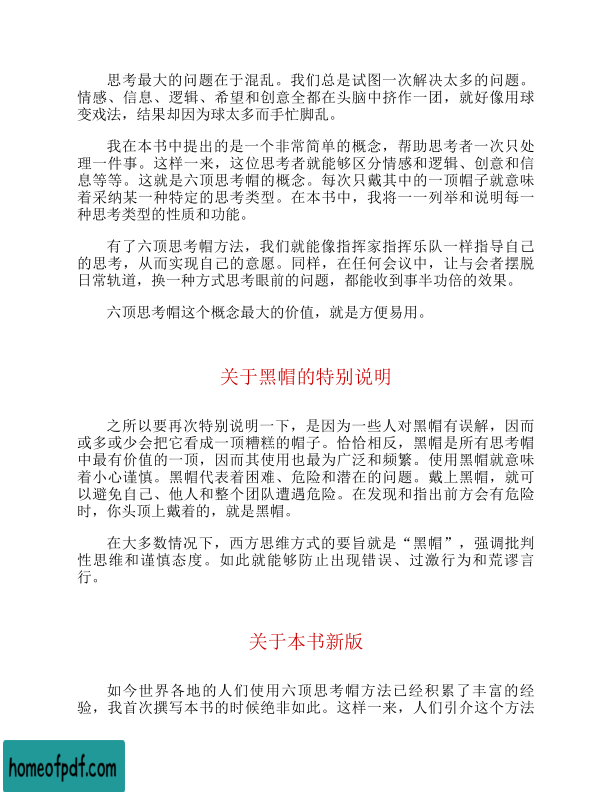 思考最大的问题在于混乱。我们总是试图一次解决太多的问题。
情感、信息、逻辑、希望和创意全都在头脑中挤作一团，就好像用球
变戏法，结果却因为球太多而手忙脚乱。
我在本书中提出的是一个非常简单的概念，帮助思考者一次只处
理一件事。这样一来，这位思考者就能够区分情感和逻辑、创意和信
息等等。这就是六顶思考帽的概念。每次只戴其中的一顶帽子就意味
着采纳某一种特定的思考类型。在本书中，我将一一列举和说明每一
种思考类型的性质和功能。
有了六顶思考帽方法，我们就能像指挥家指挥乐队一样指导自己
的思考，从而实现自己的意愿。同样，在任何会议中，让与会者摆脱
日常轨道，换一种方式思考眼前的问题，都能收到事半功倍的效果。
六顶思考帽这个概念最大的价值，就是方便易用。
关于黑帽的特别说明
之所以要再次特别说明一下，是因为一些人对黑帽有误解，因而
或多或少会把它看成一顶糟糕的帽子。恰恰相反，黑帽是所有思考帽
中最有价值的一顶，因而其使用也最为广泛和频繁。使用黑帽就意味
着小心谨慎。黑帽代表着困难、危险和潜在的问题。戴上黑帽，就可
以避免自己、他人和整个团队遭遇危险。在发现和指出前方会有危险
时，你头顶上戴着的，就是黑帽。
在大多数情况下，西方思维方式的要旨就是“黑帽”，强调批判
性思维和谨慎态度。如此就能够防止出现错误、过激行为和荒谬言
行。
关于本书新版
如今世界各地的人们使用六顶思考帽方法已经积累了丰富的经
验，我首次撰写本书的时候绝非如此。这样一来，人们引介这个方法
homeofpdf.com